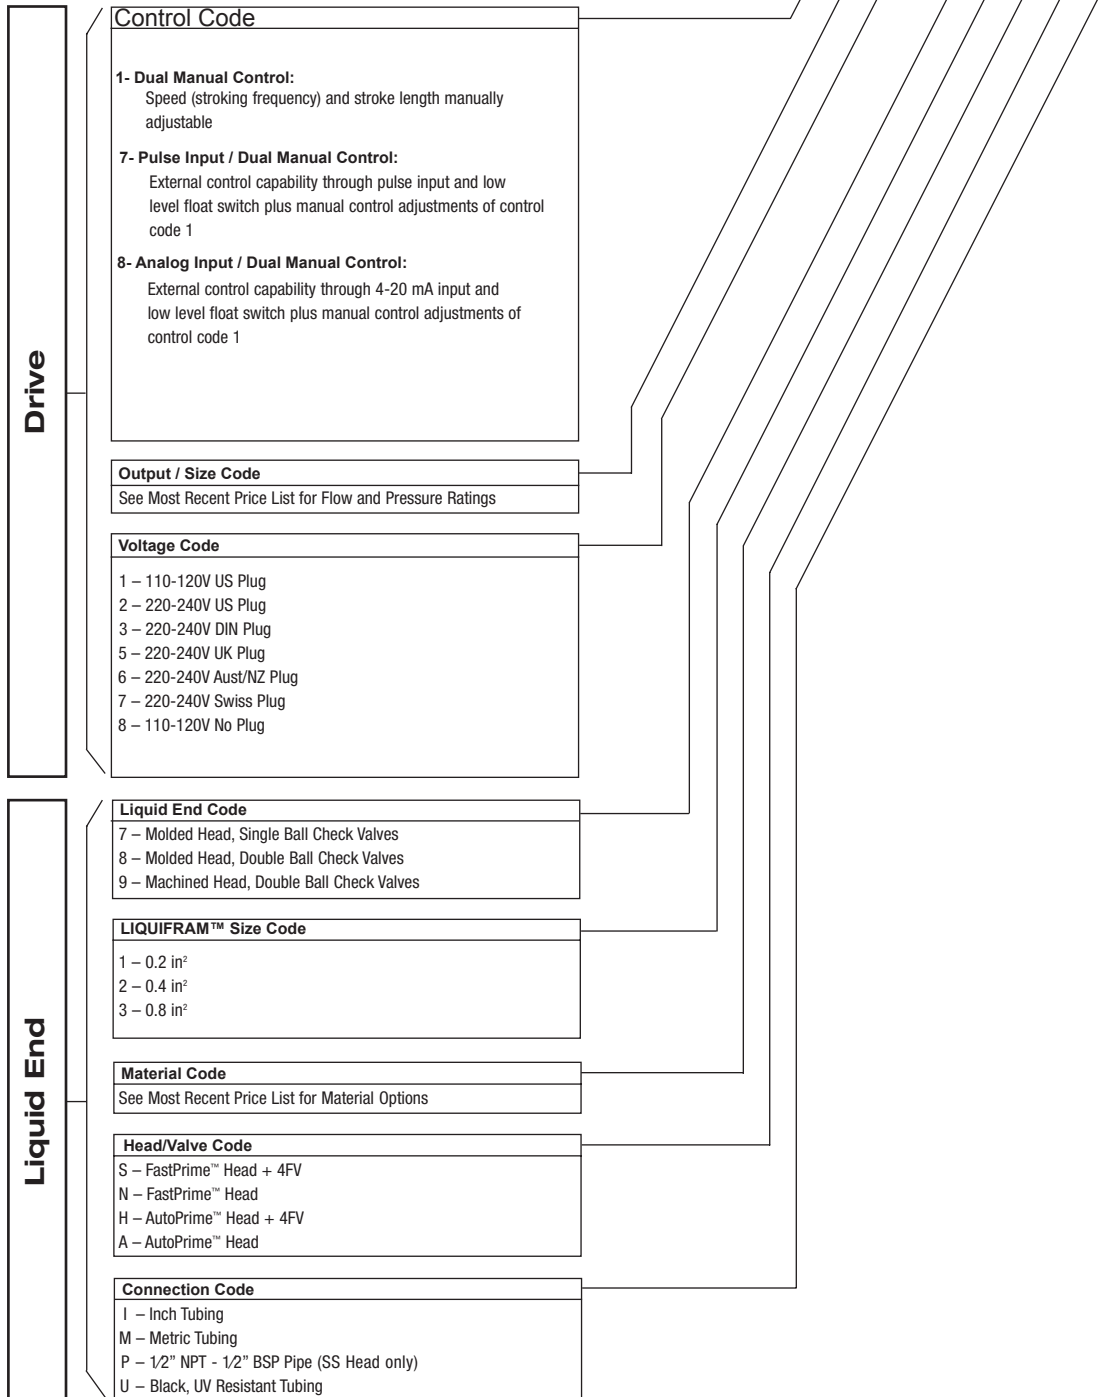 Control Code
1- Dual Manual Control:
Speed (stroking frequency) and stroke length manually
adjustable
7- Pulse Input / Dual Manual Control:
External control capability through pulse input and low
level float switch plus manual control adjustments of control
code 1
8- Analog Input / Dual Manual Control:
External control capability through 4-20 mA input and
low level float switch plus manual control adjustments of
control code 1
Drive
Output / Size Code
See Most Recent Price List for Flow and Pressure Ratings
Voltage Code
1 – 110-120V US Plug
2 – 220-240V US Plug
3 – 220-240V DIN Plug
5 – 220-240V UK Plug
6 – 220-240V Aust/NZ Plug
7 – 220-240V Swiss Plug
8 – 110-120V No Plug
Liquid End Code
7 – Molded Head, Single Ball Check Valves
8 – Molded Head, Double Ball Check Valves
9 – Machined Head, Double Ball Check Valves
LIQUIFRAM™ Size Code
1 – 0.2 in²
2 – 0.4 in²
3 – 0.8 in²
Liquid End
Material Code
See Most Recent Price List for Material Options
Head/Valve Code
S – FastPrime™ Head + 4FV
N – FastPrime™ Head
H – AutoPrime™ Head + 4FV
A – AutoPrime™ Head
Connection Code
I – Inch Tubing
M – Metric Tubing
P – 1⁄2” NPT - 1⁄2” BSP Pipe (SS Head only)
U – Black, UV Resistant Tubing